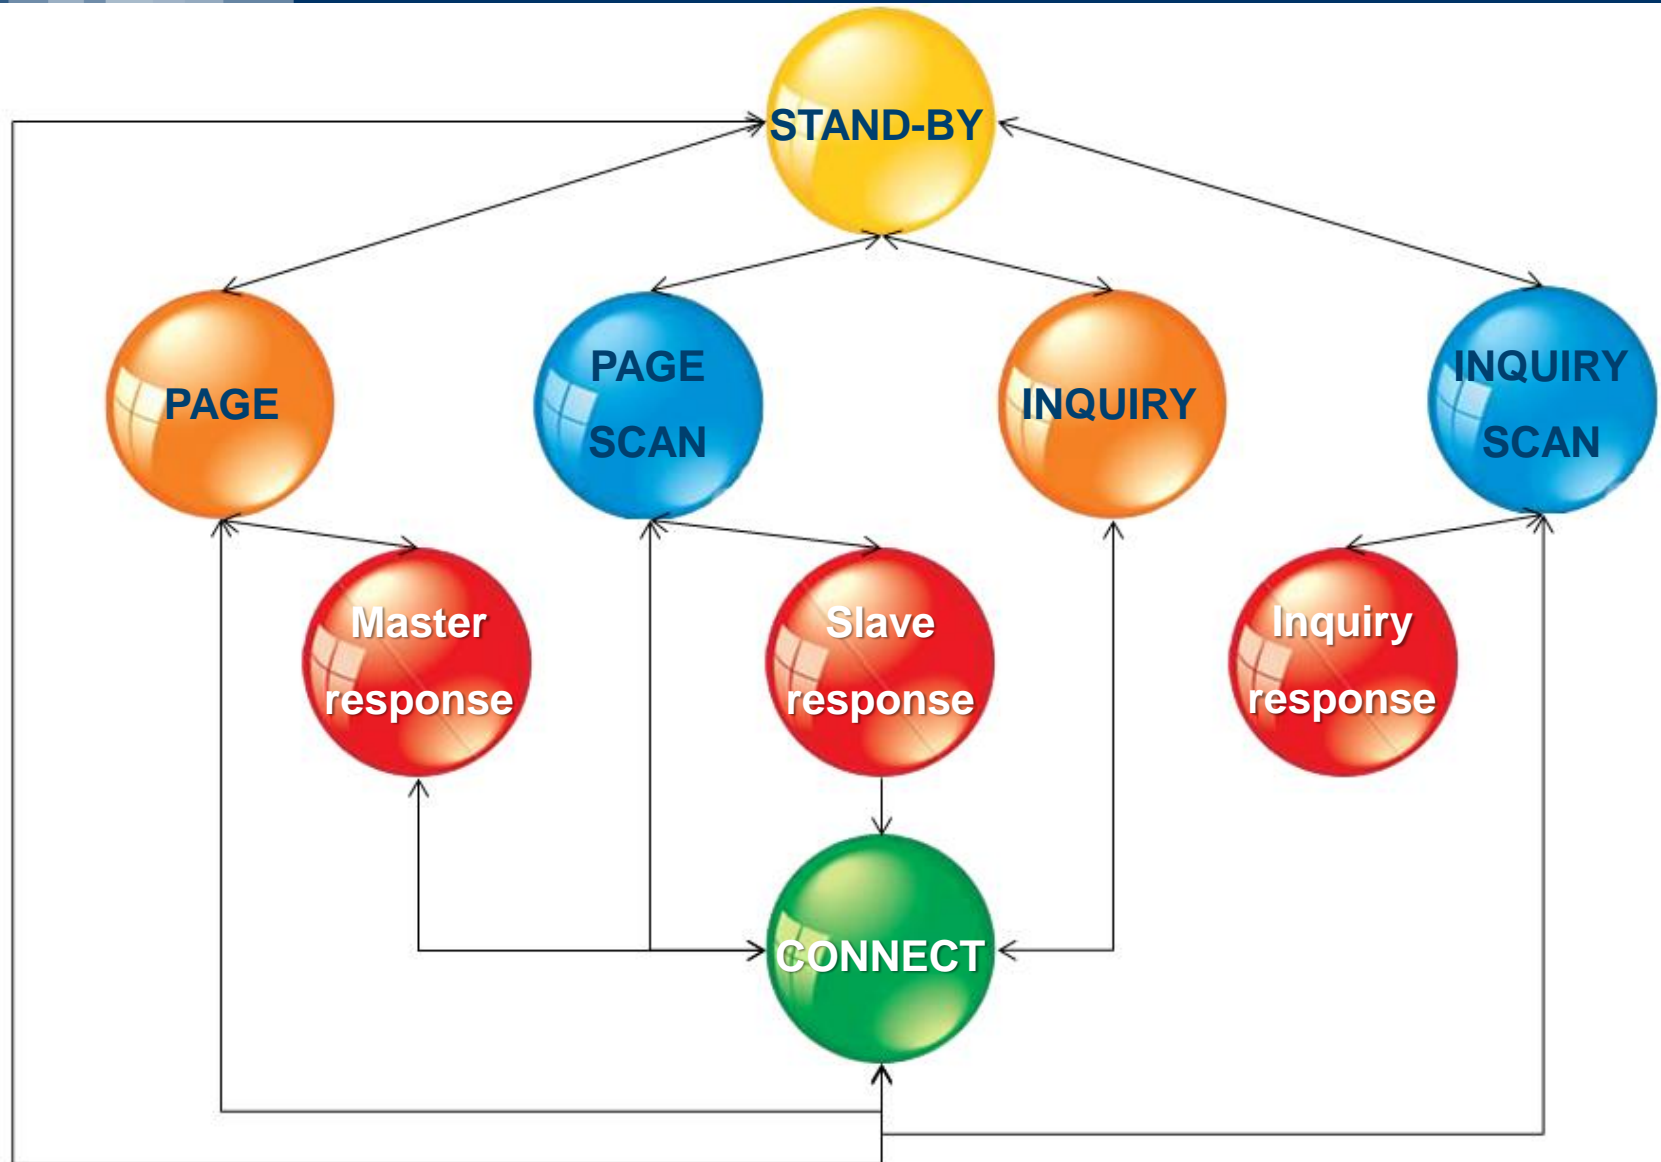 STAND-BY
PAGE
PAGE
SCAN
INQUIRY
INQUIRY
SCAN
Master
response
Slave
response
Inquiry
response
CONNECT